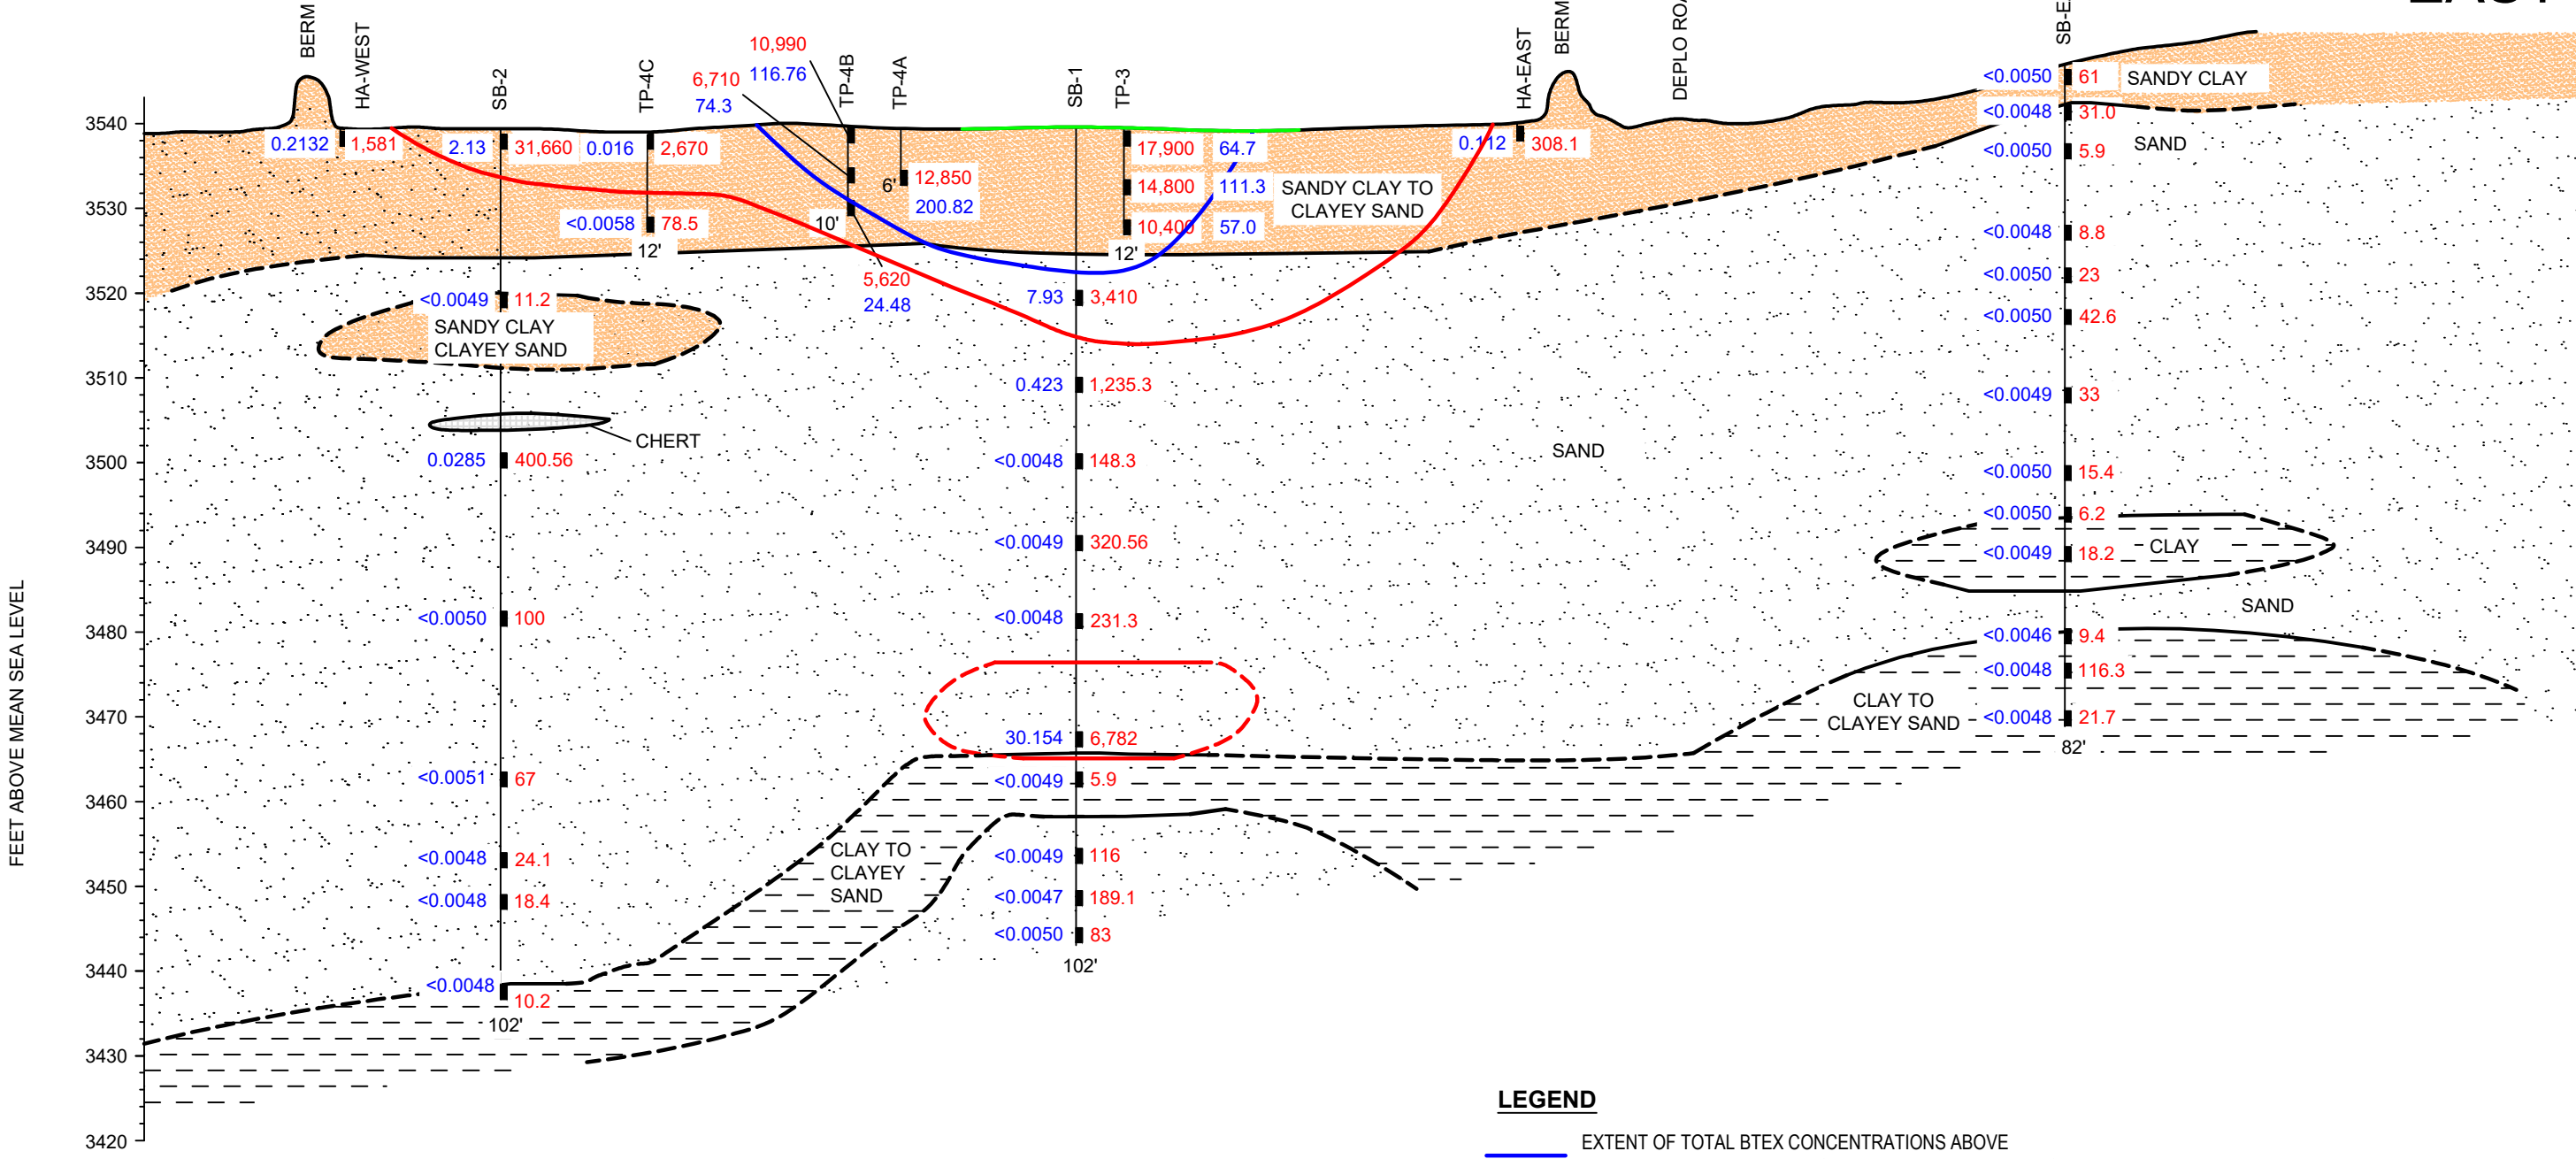 BERM
HA-WEST
SB-2
TP-4C
10,990
116.76
6,710
74.3
TP-4B
TP-4A
SB-1
TP-3
HA-EAST
BERM
3540
3530
3520
3510
3500
3490
3480
3470
3460
3450
3440
3430
3420
FEET ABOVE MEAN SEA LEVEL
0.2132 1,581
2.13 31,660
0.016 2,670
<0.0058 78.5
12'
10'
6'
12,850
200.82
5,620
24.48
17,900 64.7
14,800 111.3
10,400 57.0
12'
SANDY CLAY TO
CLAYEY SAND
0.112 308.1
<0.0049 11.2
SANDY CLAY
CLAYEY SAND
CHERT
0.0285 400.56
<0.0050 100
<0.0051 67
<0.0048 24.1
<0.0048 18.4
<0.0048 10.2
102'
7.93 3,410
0.423 1,235.3
<0.0048 148.3
<0.0049 320.56
<0.0048 231.3
30.154 6,782
<0.0049 5.9
<0.0049 116
<0.0047 189.1
<0.0050 83
102'
CLAY TO
CLAYEY
SAND
SAND
<0.0050 61 SANDY CLAY
<0.0048 31.0
SAND
<0.0050 5.9
<0.0048 8.8
<0.0050 23
<0.0050 42.6
<0.0049 33
<0.0050 15.4
<0.0050 6.2
<0.0049 18.2
CLAY
SAND
<0.0046 9.4
<0.0048 116.3
<0.0048 21.7
82'
CLAY TO
CLAYEY SAND
LEGEND
EXTENT OF TOTAL BTEX CONCENTRATIONS ABOVE